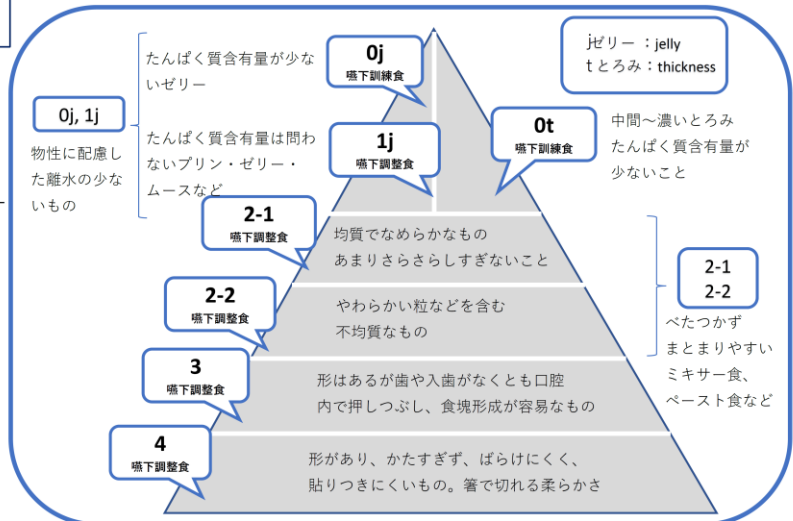 jゼリー ：jelly
t とろみ：thickness
0j
嚥下訓練食
たんぱく質含有量が少な
いゼリー
0j, 1j
物性に配慮し
た離水の少な
いもの
たんぱく質含有量は問わ
ないプリン・ゼリー・
ムースなど
1j
嚥下調整食
0t
嚥下訓練食
中間～濃いとろみ
たんぱく質含有量が
少ないこと
2-1
嚥下調整食
均質でなめらかなもの
あまりさらさらしすぎないこと
2-2
嚥下調整食
やわらかい粒などを含む
不均質なもの
2-1
2-2
べたつかず
まとまりやすい
ミキサー食、
ペースト食など
3
嚥下調整食
形はあるが歯や入歯がなくとも口腔
内で押しつぶし、食塊形成が容易なもの
4
嚥下調整食
形があり、かたすぎず、ばらけにくく、
貼りつきにくいもの。箸で切れる柔らかさ